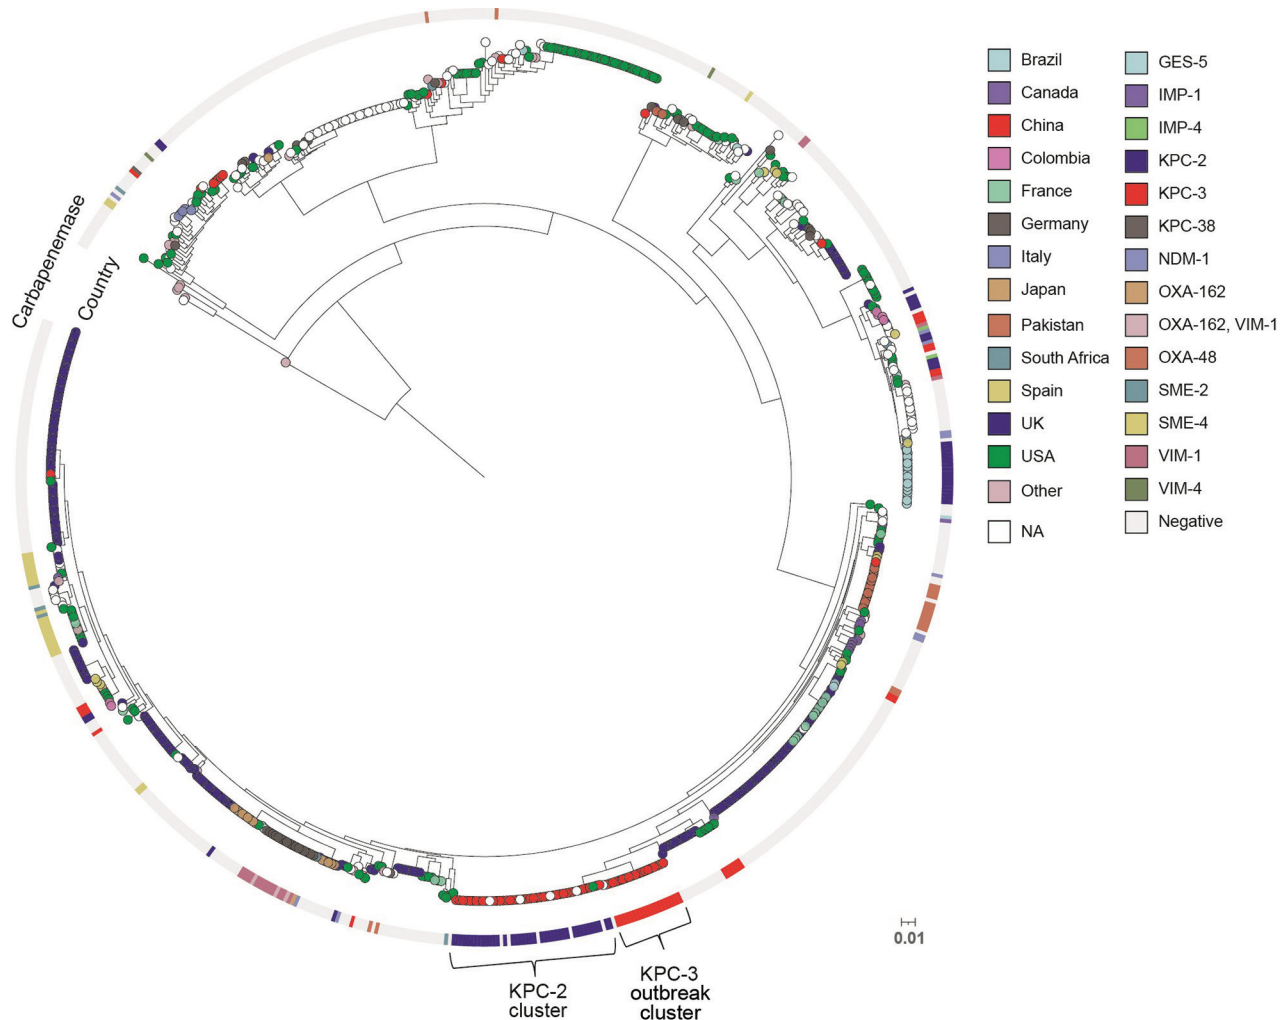 Carbapenemase
Country
Brazil
Canada
China
Colombia
France
Germany
Italy
Japan
Pakistan
South Africa
Spain
UK
USA
Other
NA
GES-5
IMP-1
IMP-4
KPC-2
KPC-3
KPC-38
NDM-1
OXA-162
OXA-162, VIM-1
OXA-48
SME-2
SME-4
VIM-1
VIM-4
Negative
0.01
KPC-2
cluster
KPC-3
outbreak
cluster